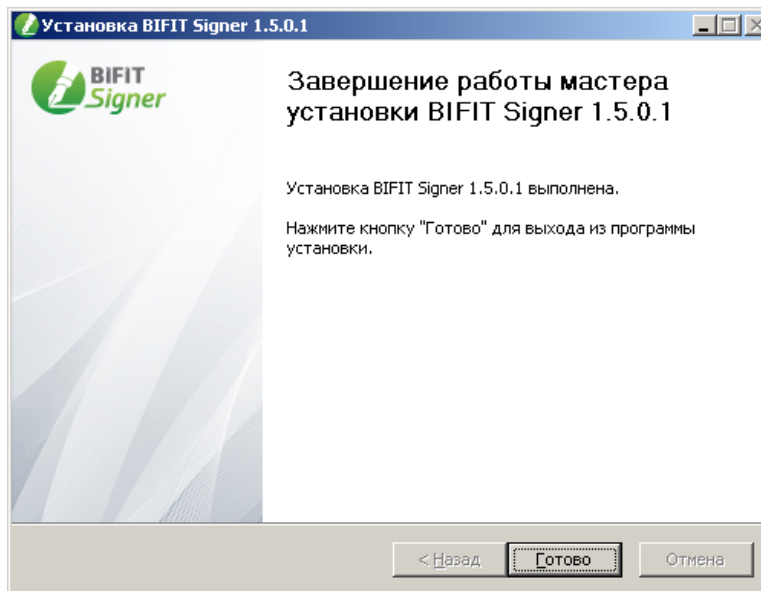 Установка BIFIT Signer 1.5.0.1
BIFIT
Signer
Завершение работы мастера
установки BIFIT Signer 1.5.0.1
Установка BIFIT Signer 1.5.0.1 выполнена.
Нажмите кнопку "Готово" для выхода из программы
установки.
< Назад
Готово
Отмена